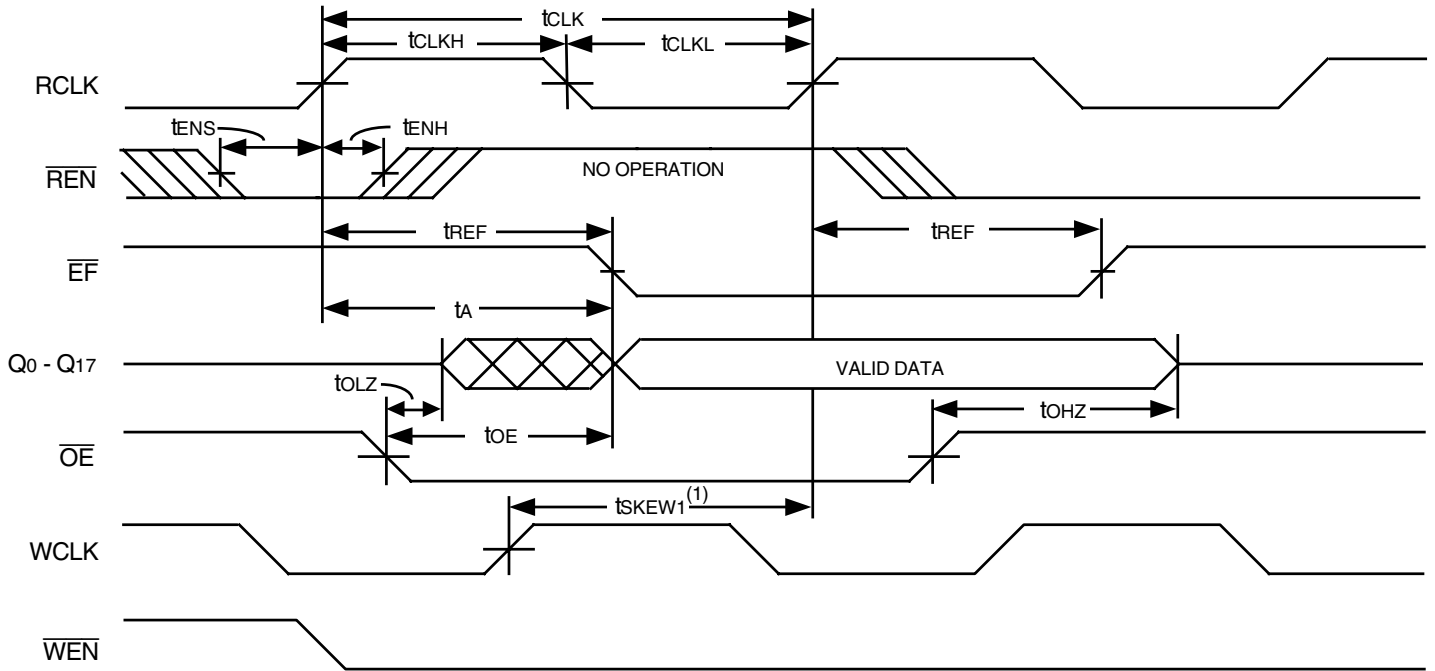 tCLK
tCLKH
tCLKL
RCLK
tENS
tENH
REN
NO OPERATION
tREF
tREF
EF
tA
Q0 - Q17
VALID DATA
tOLZ
tOHZ
tOE
OE
tSKEW1(1)
WCLK
WEN